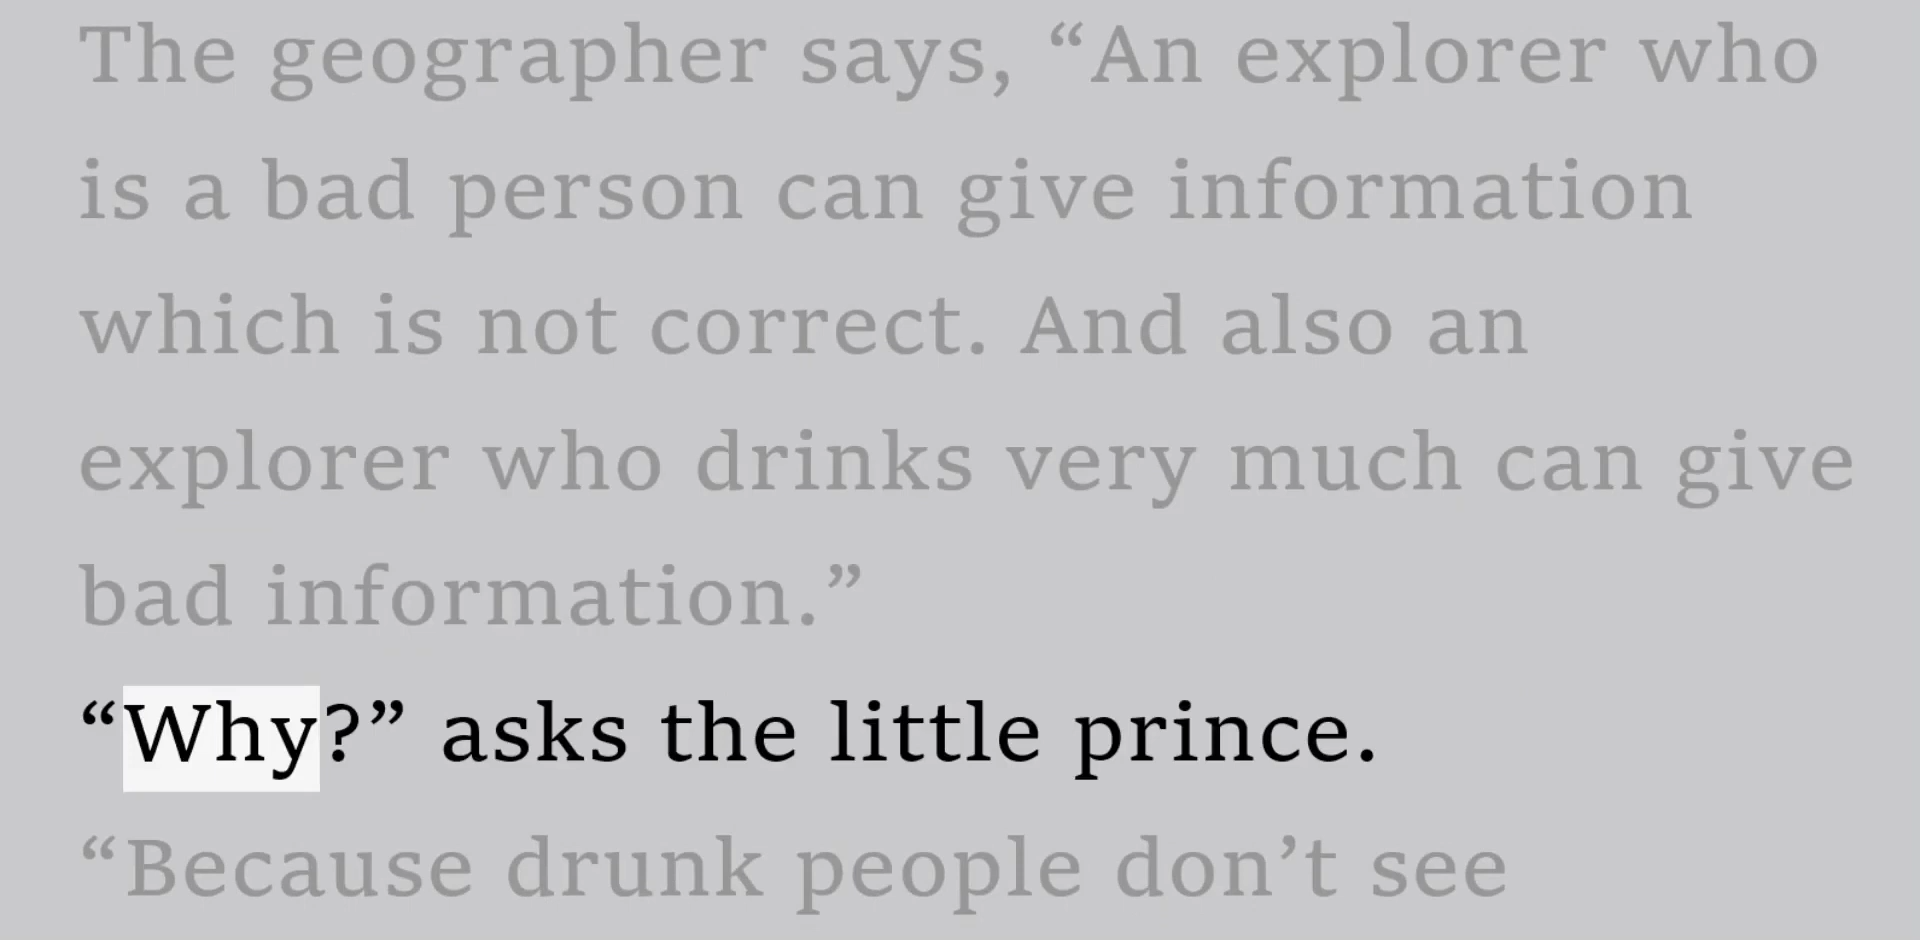 The geographer says, “An explorer who
is a bad person can give information
which is not correct. And also an
explorer who drinks very much can give
bad information.”
“Why?” asks the little prince.
“Because drunk people don’t see